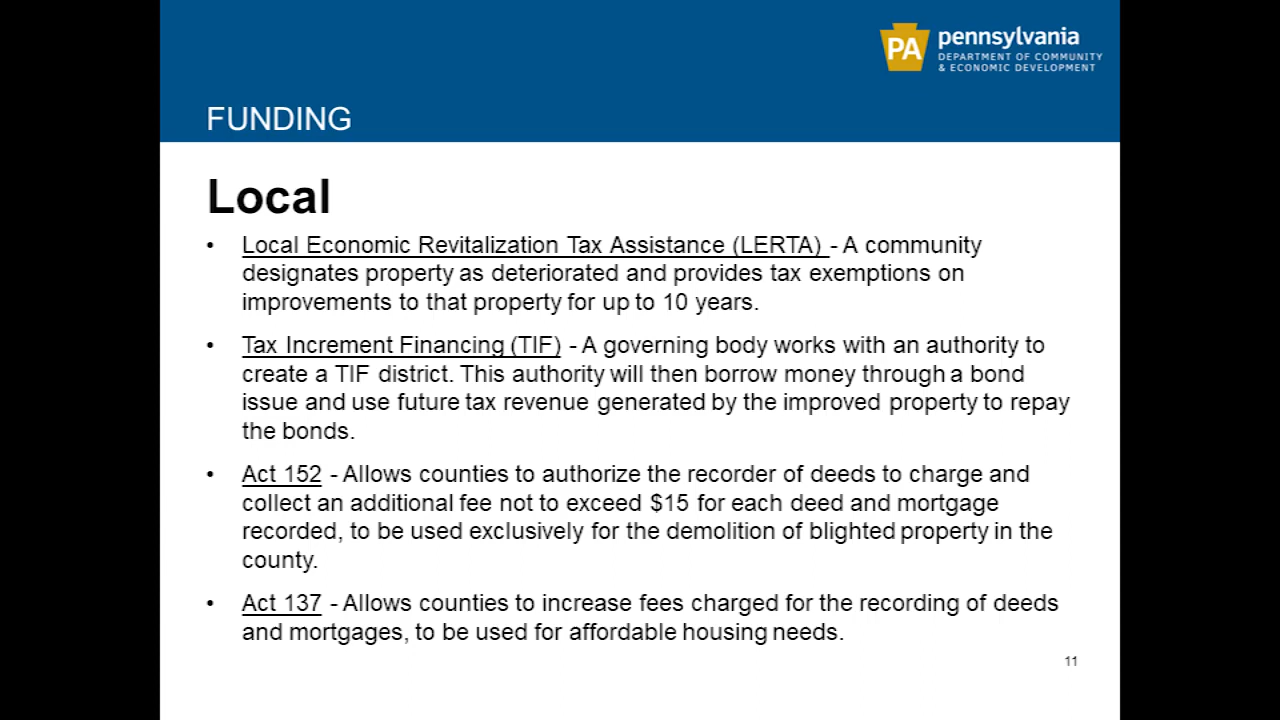 PA
pennsylvania
DEPARTMENT OF COMMUNITY
& ECONOMIC DEVELOPMENT
FUNDING
Local
• Local Economic Revitalization Tax Assistance (LERTA) - A community
designates property as deteriorated and provides tax exemptions on
improvements to that property for up to 10 years.
• Tax Increment Financing (TIF) - A governing body works with an authority to
create a TIF district. This authority will then borrow money through a bond
issue and use future tax revenue generated by the improved property to repay
the bonds.
• Act 152 - Allows counties to authorize the recorder of deeds to charge and
collect an additional fee not to exceed $15 for each deed and mortgage
recorded, to be used exclusively for the demolition of blighted property in the
county.
• Act 137 - Allows counties to increase fees charged for the recording of deeds
and mortgages, to be used for affordable housing needs.
11